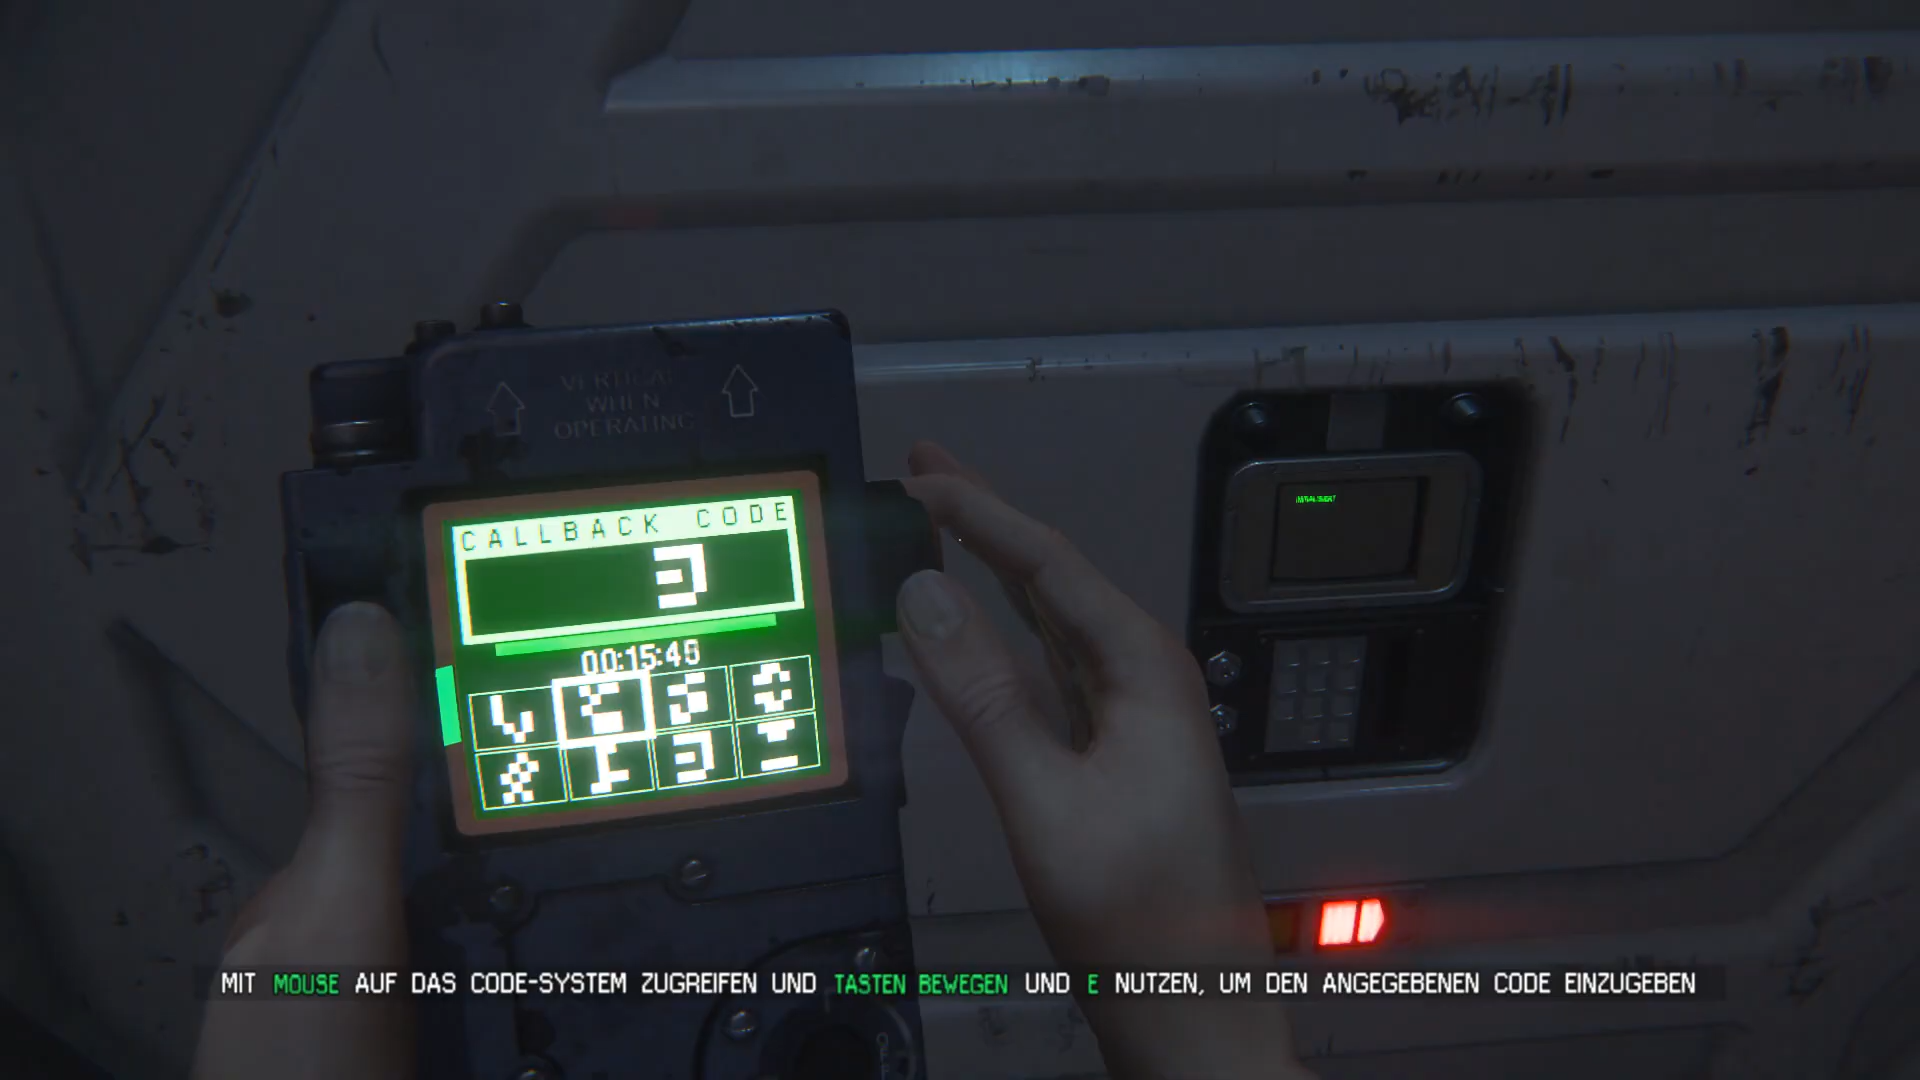 VERTICAL
WHEN
OPERATING
CALLBACK CODE
00:15:48
MIT MOUSE AUF DAS CODE-SYSTEM ZUGREIFEN UND TASTEN BEWEGEN UND E NUTZEN, UM DEN ANGEGEBENEN CODE EINZUGEBEN